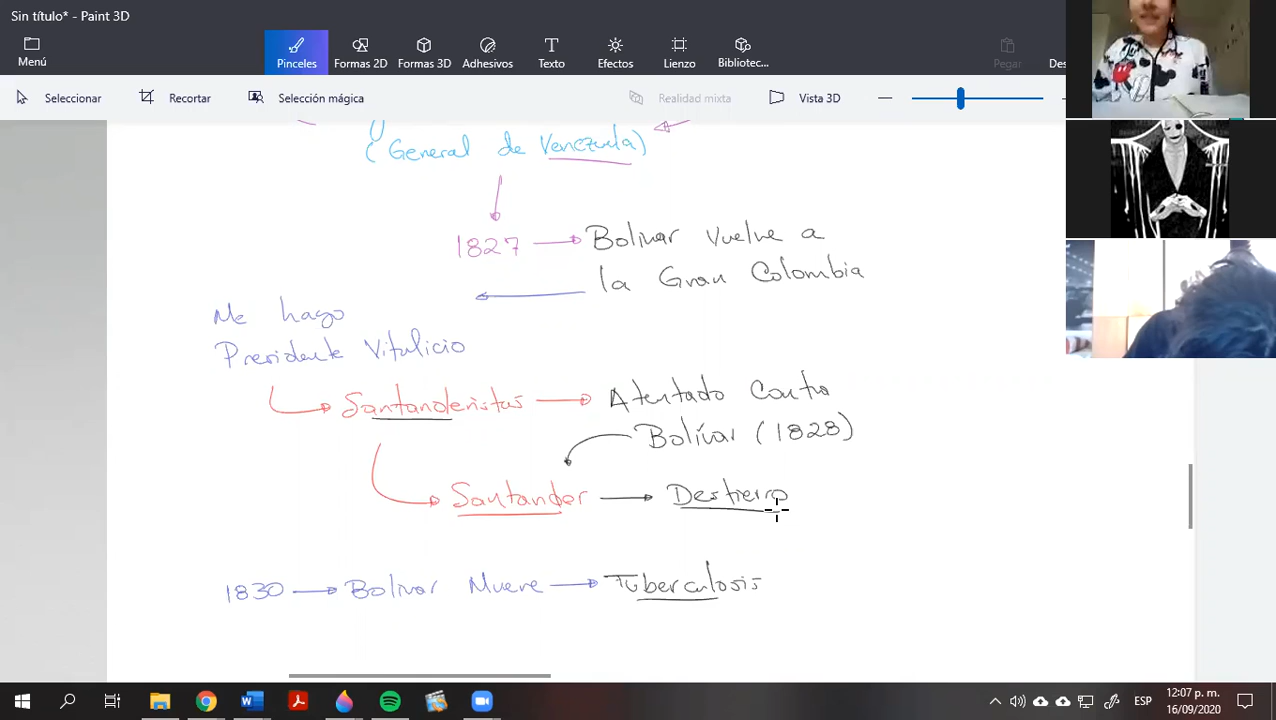 Sin título* - Paint 3D
Menú
Pinceles
Formas 2D
Formas 3D
Adhesivos
Texto
Efectos
Lienzo
Bibliotec...
Pegar
Des
Seleccionar
Recortar
Selección mágica
Realidad mixta
Vista 3D
(General de Venezuela)
1827 Bolivar vuelve a
la Gran Colombia
Me hago
Presidente Vitalicio
Santanderistas Atentado Contra
Bolívar (1828)
Santander Destierro
1830 Bolivar Muere Tuberculosis
ESP
12:07 p. m.
16/09/2020